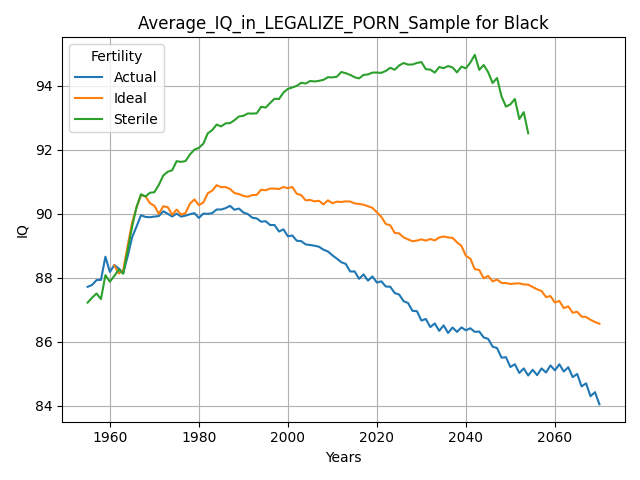 Average_IQ_in_LEGALIZE_PORN_Sample for Black
Fertility
Actual
Ideal
Sterile
IQ
94
92
90
88
86
84
1960 1980 2000 2020 2040 2060
Years